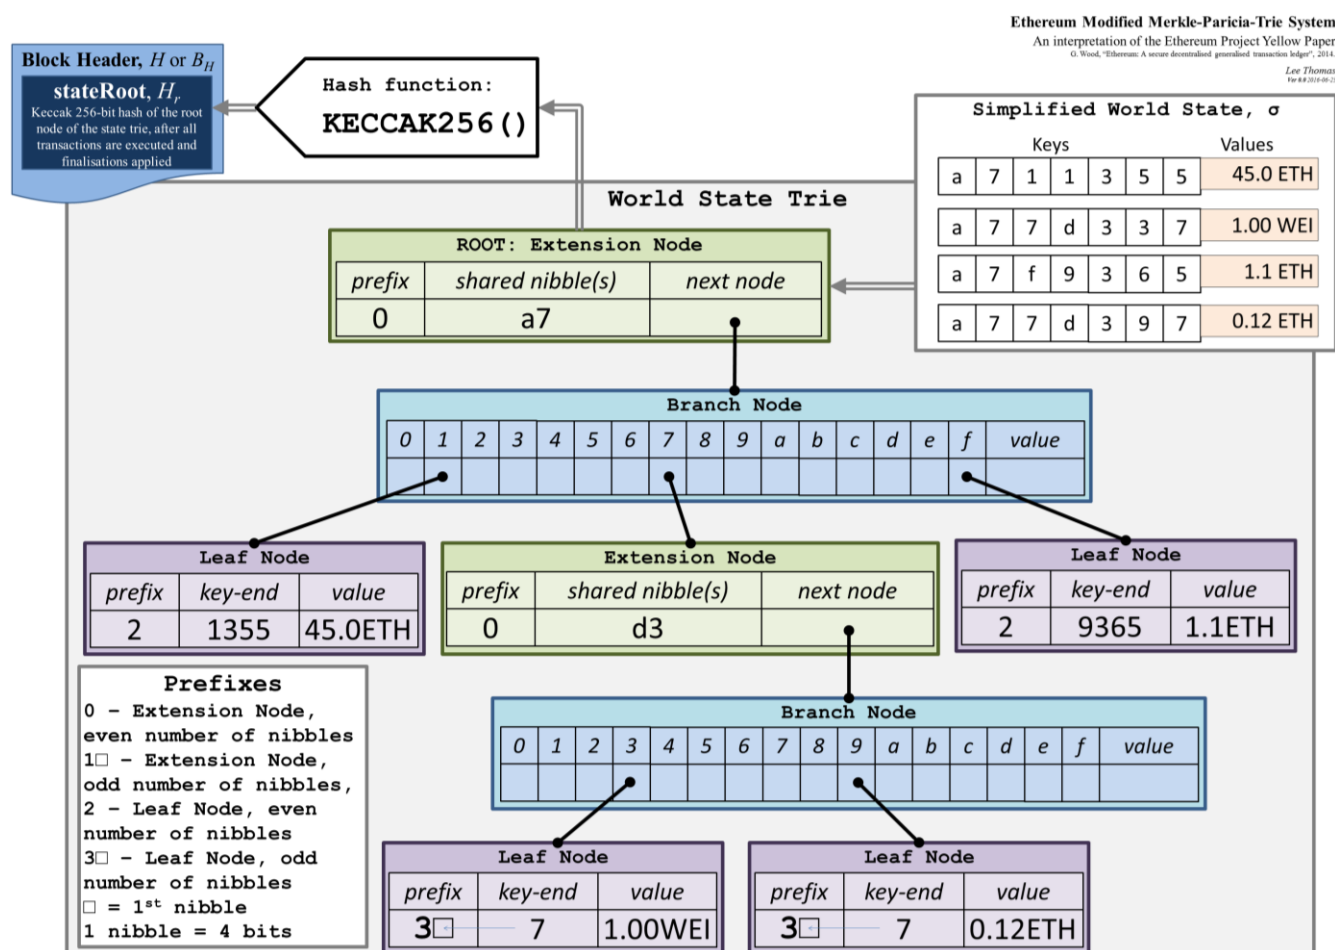 Ethereum Modified Merkle-Paricia-Trie System
An interpretation of the Ethereum Project Yellow Paper
G. Wood, "Ethereum: A secure decentralised generalised transaction ledger", 2014.
Lee Thomas
Block Header, H or B_H
stateRoot, H_r
Keccak 256-bit hash of the root
node of the state trie, after all
transactions are executed and
finalisations applied
Hash function:
KECCAK256()
Simplified World State, σ
Keys Values
a 7 1 1 3 5 5 45.0 ETH
a 7 7 d 3 3 7 1.00 WEI
a 7 f 9 3 6 5 1.1 ETH
a 7 7 d 3 9 7 0.12 ETH
World State Trie
ROOT: Extension Node
prefix shared nibble(s) next node
0 a7
Branch Node
0 1 2 3 4 5 6 7 8 9 a b c d e f value
Leaf Node
prefix key-end value
2 1355 45.0ETH
Extension Node
prefix shared nibble(s) next node
0 d3
Leaf Node
prefix key-end value
2 9365 1.1ETH
Prefixes
0 – Extension Node,
even number of nibbles
1□ – Extension Node,
odd number of nibbles,
2 – Leaf Node, even
number of nibbles
3□ – Leaf Node, odd
number of nibbles
□ = 1st nibble
1 nibble = 4 bits
Branch Node
0 1 2 3 4 5 6 7 8 9 a b c d e f value
Leaf Node
prefix key-end value
3□ 7 1.00WEI
Leaf Node
prefix key-end value
3□ 7 0.12ETH